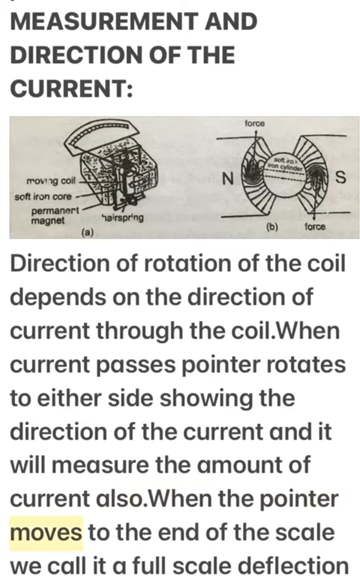 MEASUREMENT AND
DIRECTION OF THE
CURRENT:
force
moving coil
soft iron core
permanent
magnet
hairspring
(a)
N
soft iron
iron cylinder
S
(b)
force
Direction of rotation of the coil
depends on the direction of
current through the coil.When
current passes pointer rotates
to either side showing the
direction of the current and it
will measure the amount of
current also.When the pointer
moves to the end of the scale
we call it a full scale deflection